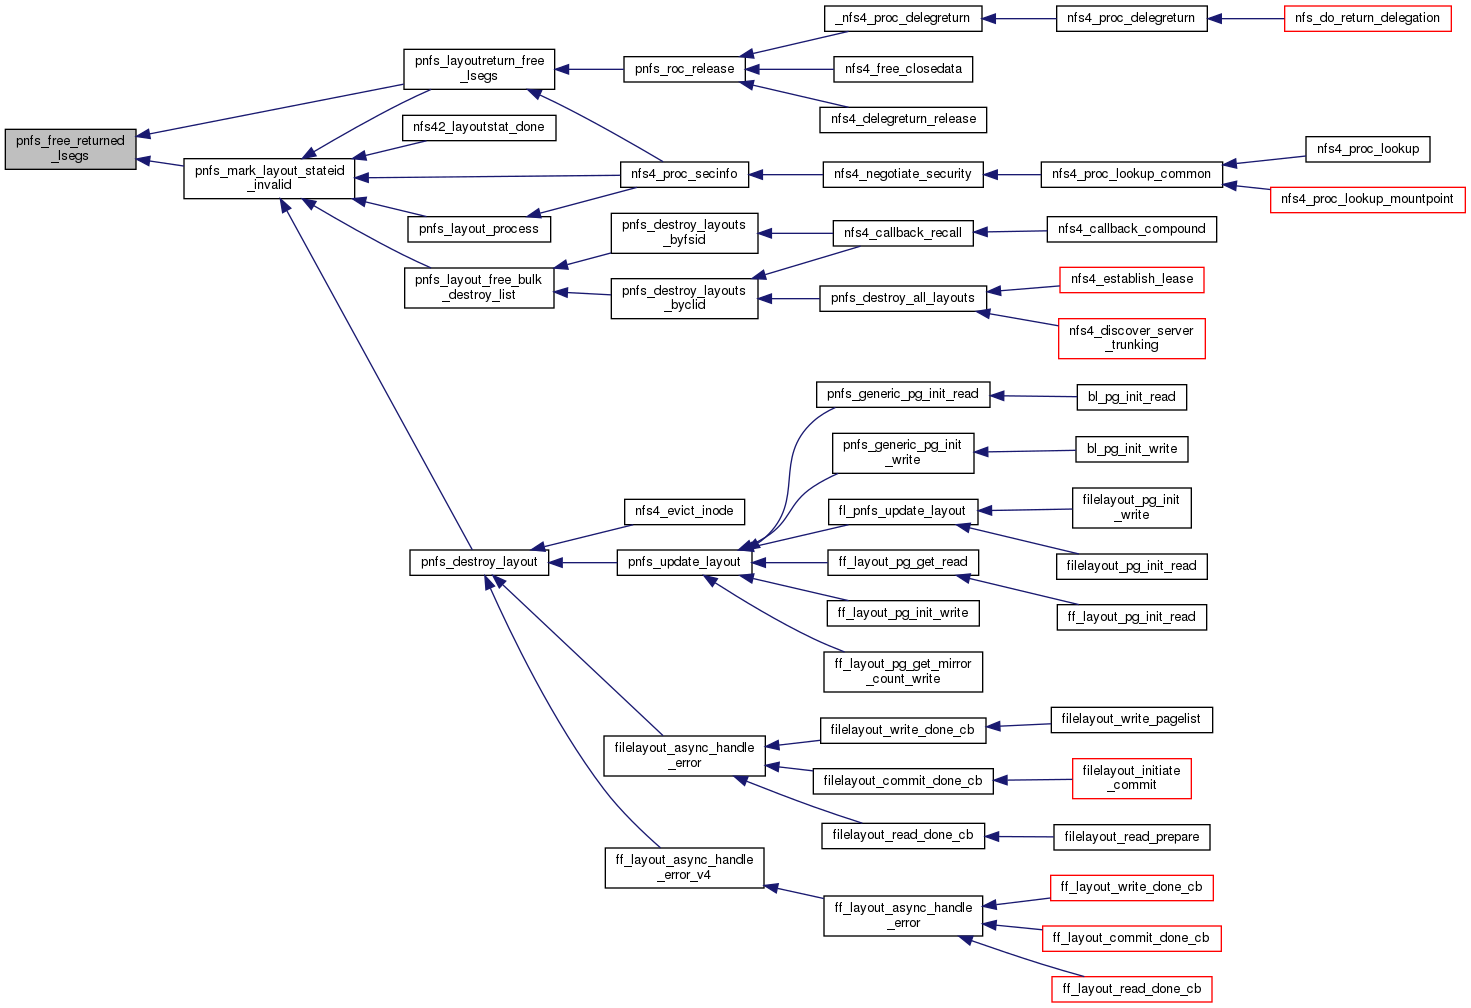 pnfs_free_returned
_lsegs
pnfs_layoutreturn_free
_lsegs
pnfs_mark_layout_stateid
_invalid
nfs42_layoutstat_done
pnfs_layout_process
pnfs_layout_free_bulk
_destroy_list
pnfs_destroy_layout
pnfs_roc_release
nfs4_proc_secinfo
pnfs_destroy_layouts
_byfsid
pnfs_destroy_layouts
_byclid
nfs4_evict_inode
pnfs_update_layout
filelayout_async_handle
_error
ff_layout_async_handle
_error_v4
_nfs4_proc_delegreturn
nfs4_free_closedata
nfs4_delegreturn_release
nfs4_negotiate_security
nfs4_callback_recall
pnfs_destroy_all_layouts
pnfs_generic_pg_init_read
pnfs_generic_pg_init
_write
fl_pnfs_update_layout
ff_layout_pg_get_read
ff_layout_pg_init_write
ff_layout_pg_get_mirror
_count_write
filelayout_write_done_cb
filelayout_commit_done_cb
filelayout_read_done_cb
ff_layout_async_handle
_error
nfs4_proc_delegreturn
nfs4_proc_lookup_common
nfs4_callback_compound
nfs4_establish_lease
nfs4_discover_server
_trunking
bl_pg_init_read
bl_pg_init_write
filelayout_pg_init
_write
filelayout_pg_init_read
ff_layout_pg_init_read
filelayout_write_pagelist
filelayout_initiate
_commit
filelayout_read_prepare
ff_layout_write_done_cb
ff_layout_commit_done_cb
ff_layout_read_done_cb
nfs_do_return_delegation
nfs4_proc_lookup
nfs4_proc_lookup_mountpoint